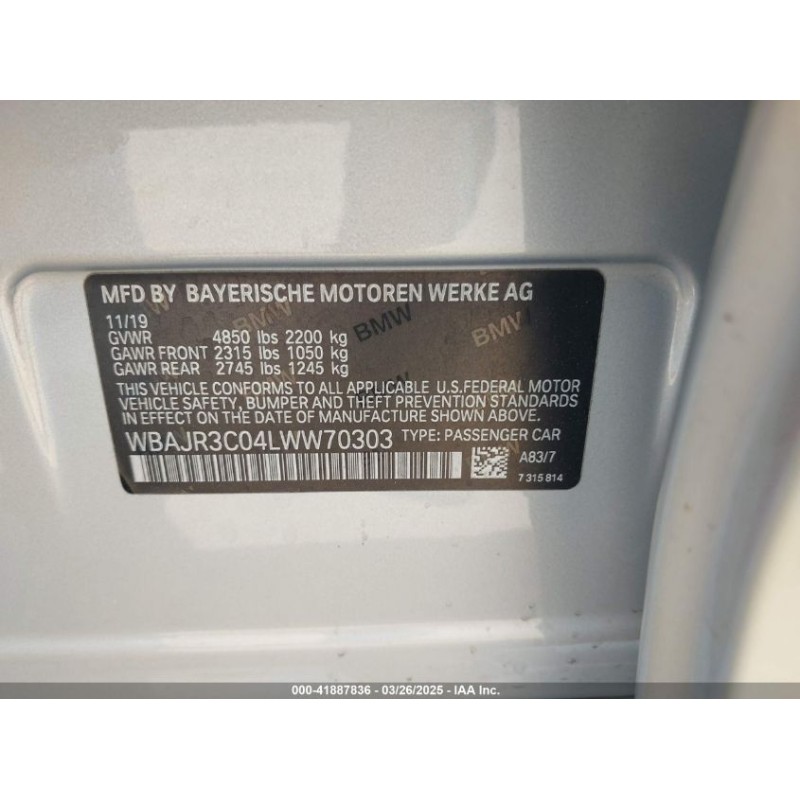 MFD BY BAYERISCHE MOTOREN WERKE AG
11/19
GVWR 4850 lbs 2200 kg
GAWR FRONT 2315 lbs 1050 kg
GAWR REAR 2745 lbs 1245 kg
BMW
BMW
THIS VEHICLE CONFORMS TO ALL APPLICABLE U.S.FEDERAL MOTOR
VEHICLE SAFETY, BUMPER AND THEFT PREVENTION STANDARDS
IN EFFECT ON THE DATE OF MANUFACTURE SHOWN ABOVE.
WBAJR3C04LWW70303 TYPE: PASSENGER CAR
A83/7
7 315 814
000-41887836 - 03/26/2025 - IAA Inc.